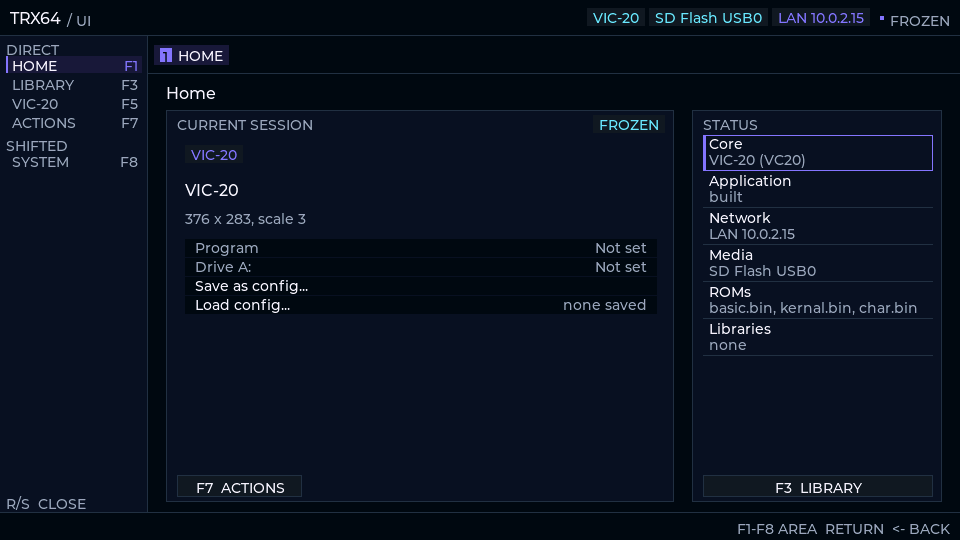 TRX64 / UI
VIC-20 SD Flash USB0 LAN 10.0.2.15 FROZEN
DIRECT
HOME F1
LIBRARY F3
VIC-20 F5
ACTIONS F7
SHIFTED
SYSTEM F8
R/S CLOSE
1 HOME
Home
CURRENT SESSION FROZEN
VIC-20
VIC-20
376 x 283, scale 3
Program Not set
Drive A: Not set
Save as config...
Load config... none saved
F7 ACTIONS
STATUS
Core
VIC-20 (VC20)
Application
built
Network
LAN 10.0.2.15
Media
SD Flash USB0
ROMs
basic.bin, kernal.bin, char.bin
Libraries
none
F3 LIBRARY
F1-F8 AREA RETURN <- BACK